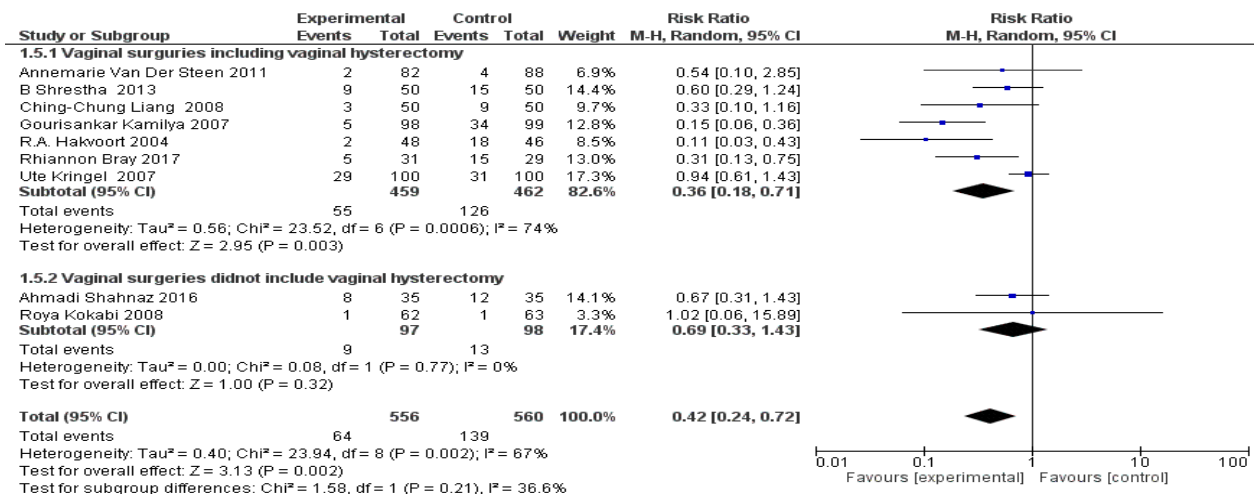 Experimental Control Risk Ratio Risk Ratio
Study or Subgroup Events Total Events Total Weight M-H, Random, 95% CI M-H, Random, 95% CI
1.5.1 Vaginal surguries including vaginal hysterectomy
Annemarie Van Der Steen 2011 2 82 4 88 6.9% 0.54 [0.10, 2.85]
B Shrestha 2013 9 50 15 50 14.4% 0.60 [0.29, 1.24]
Ching-Chung Liang 2008 3 50 9 50 9.7% 0.33 [0.10, 1.16]
Gourisankar Kamilya 2007 5 98 34 99 12.8% 0.15 [0.06, 0.36]
R.A. Hakvoort 2004 2 48 18 46 8.5% 0.11 [0.03, 0.43]
Rhiannon Bray 2017 5 31 15 29 13.0% 0.31 [0.13, 0.75]
Ute Kringel 2007 29 100 31 100 17.3% 0.94 [0.61, 1.43]
Subtotal (95% CI) 459 462 82.6% 0.36 [0.18, 0.71]
Total events 55 126
Heterogeneity: Tau² = 0.56; Chi² = 23.52, df = 6 (P = 0.0006); I² = 74%
Test for overall effect: Z = 2.95 (P = 0.003)
1.5.2 Vaginal surgeries didnot include vaginal hysterectomy
Ahmadi Shahnaz 2016 8 35 12 35 14.1% 0.67 [0.31, 1.43]
Roya Kokabi 2008 1 62 1 63 3.3% 1.02 [0.06, 15.89]
Subtotal (95% CI) 97 98 17.4% 0.69 [0.33, 1.43]
Total events 9 13
Heterogeneity: Tau² = 0.00; Chi² = 0.08, df = 1 (P = 0.77); I² = 0%
Test for overall effect: Z = 1.00 (P = 0.32)
Total (95% CI) 556 560 100.0% 0.42 [0.24, 0.72]
Total events 64 139
Heterogeneity: Tau² = 0.40; Chi² = 23.94, df = 8 (P = 0.002); I² = 67%
Test for overall effect: Z = 3.13 (P = 0.002)
Test for subgroup differences: Chi² = 1.58, df = 1 (P = 0.21), I² = 36.6%
0.01 0.1 1 10 100
Favours [experimental] Favours [control]